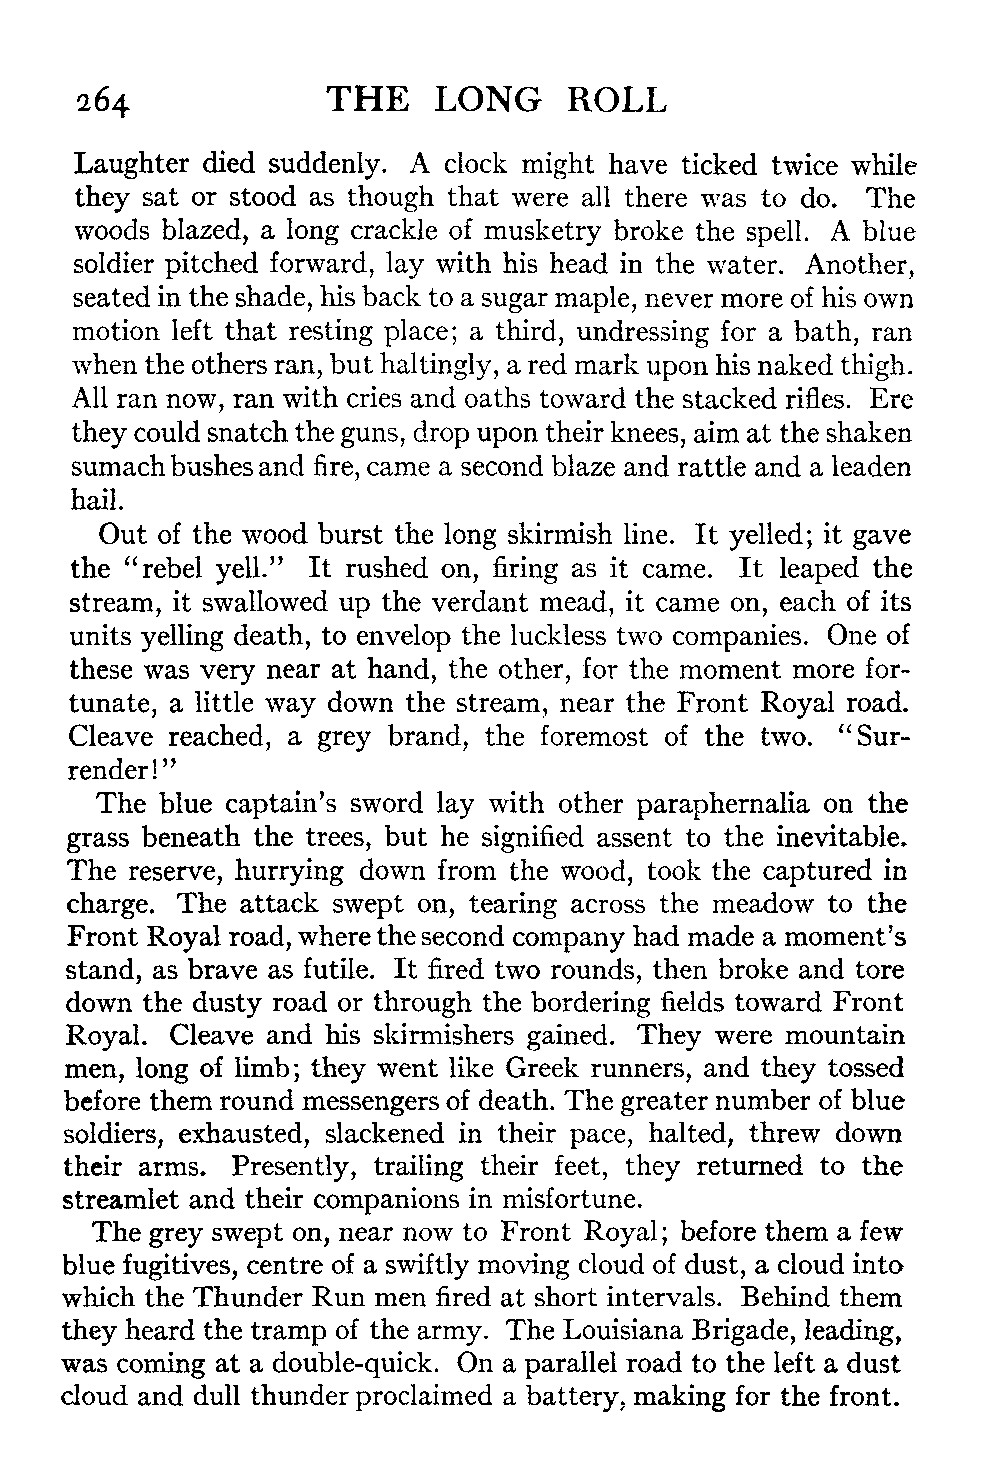 264 THE LONG ROLL
Laughter died suddenly. A clock might have ticked twice while
they sat or stood as though that were all there was to do. The
woods blazed, a long crackle of musketry broke the spell. A blue
soldier pitched forward, lay with his head in the water. Another,
seated in the shade, his back to a sugar maple, never more of his own
motion left that resting place; a third, undressing for a bath, ran
when the others ran, but haltingly, a red mark upon his naked thigh.
All ran now, ran with cries and oaths toward the stacked rifles. Ere
they could snatch the guns, drop upon their knees, aim at the shaken
sumach bushes and fire, came a second blaze and rattle and a leaden
hail.
Out of the wood burst the long skirmish line. It yelled; it gave
the "rebel yell." It rushed on, firing as it came. It leaped the
stream, it swallowed up the verdant mead, it came on, each of its
units yelling death, to envelop the luckless two companies. One of
these was very near at hand, the other, for the moment more for-
tunate, a little way down the stream, near the Front Royal road.
Cleave reached, a grey brand, the foremost of the two. "Sur-
render!"
The blue captain's sword lay with other paraphernalia on the
grass beneath the trees, but he signified assent to the inevitable.
The reserve, hurrying down from the wood, took the captured in
charge. The attack swept on, tearing across the meadow to the
Front Royal road, where the second company had made a moment's
stand, as brave as futile. It fired two rounds, then broke and tore
down the dusty road or through the bordering fields toward Front
Royal. Cleave and his skirmishers gained. They were mountain
men, long of limb; they went like Greek runners, and they tossed
before them round messengers of death. The greater number of blue
soldiers, exhausted, slackened in their pace, halted, threw down
their arms. Presently, trailing their feet, they returned to the
streamlet and their companions in misfortune.
The grey swept on, near now to Front Royal; before them a few
blue fugitives, centre of a swiftly moving cloud of dust, a cloud into
which the Thunder Run men fired at short intervals. Behind them
they heard the tramp of the army. The Louisiana Brigade, leading,
was coming at a double-quick. On a parallel road to the left a dust
cloud and dull thunder proclaimed a battery, making for the front.